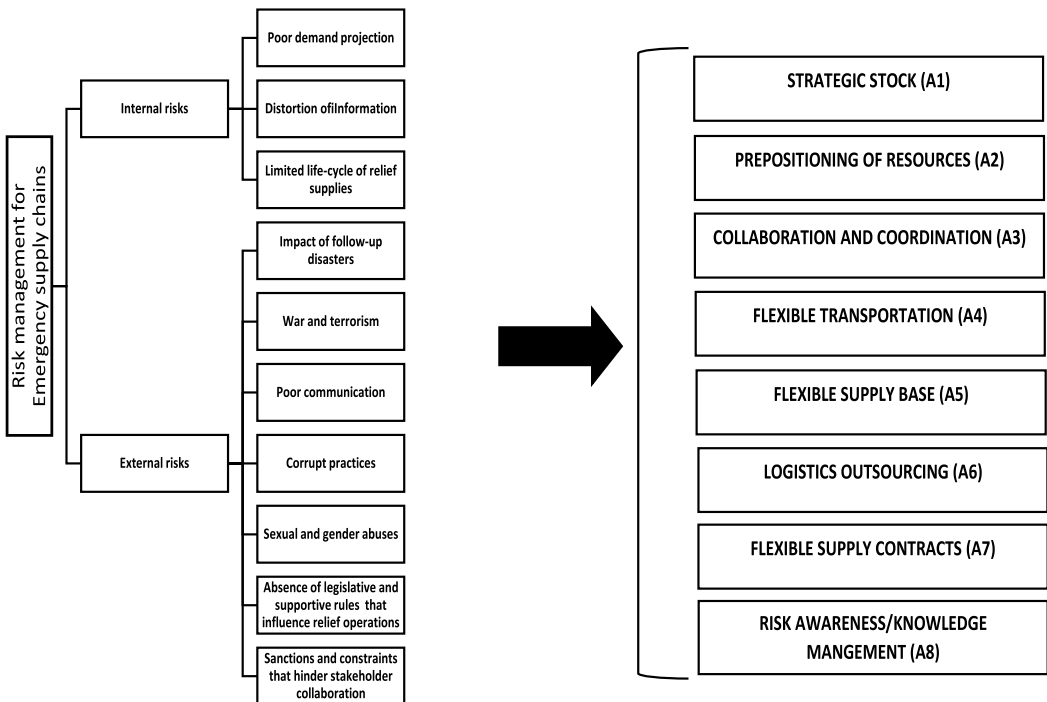 Risk management for
Emergency supply chains
Internal risks
External risks
Poor demand projection
Distortion ofiInformation
Limited life-cycle of relief
supplies
Impact of follow-up
disasters
War and terrorism
Poor communication
Corrupt practices
Sexual and gender abuses
Absence of legislative and
supportive rules that
influence relief operations
Sanctions and constraints
that hinder stakeholder
collaboration
STRATEGIC STOCK (A1)
PREPOSITIONING OF RESOURCES (A2)
COLLABORATION AND COORDINATION (A3)
FLEXIBLE TRANSPORTATION (A4)
FLEXIBLE SUPPLY BASE (A5)
LOGISTICS OUTSOURCING (A6)
FLEXIBLE SUPPLY CONTRACTS (A7)
RISK AWARENESS/KNOWLEDGE
MANGEMENT (A8)